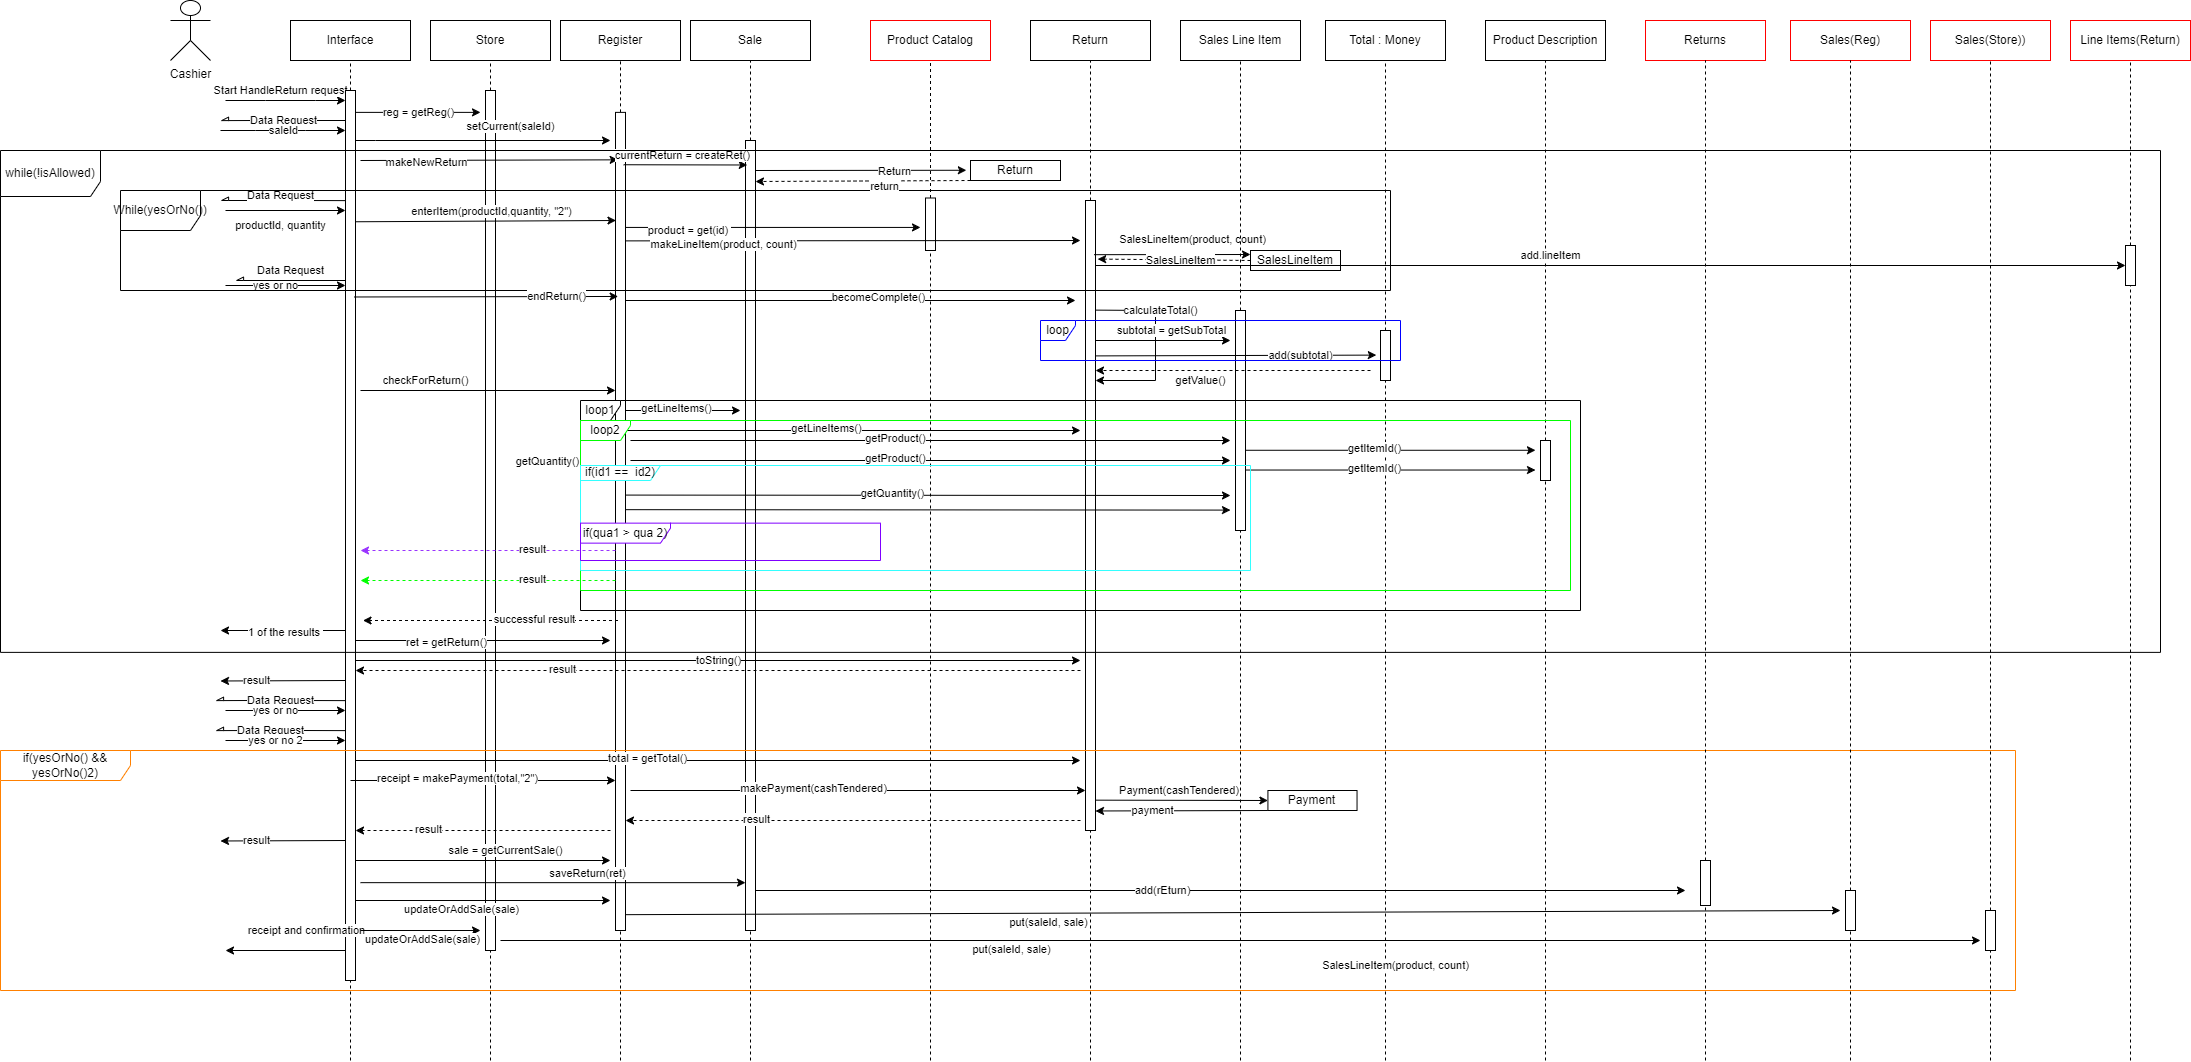 Interface
Store
Register
Sale
Product Catalog
Return
Sales Line Item
Total : Money
Product Description
Returns
Sales(Reg)
Sales(Store))
Line Items(Return)
Cashier
Start HandleReturn request
reg = getReg()
Data Request
saleId
setCurrent(saleId)
while(!isAllowed)
makeNewReturn
currentReturn = createRet()
Return
Return
return
While(yesOrNo())
Data Request
productId, quantity
enterItem(productId,quantity, "2")
product = get(id)
makeLineItem(product, count)
SalesLineItem(product, count)
SalesLineItem
SalesLineItem
add.lineItem
Data Request
yes or no
endReturn()
becomeComplete()
calculateTotal()
loop
subtotal = getSubTotal
add(subtotal)
getValue()
checkForReturn()
loop1
getLineItems()
loop2
getLineItems()
getProduct()
getItemId()
getQuantity()
getProduct()
getItemId()
if(id1 == id2)
getQuantity()
if(qua1 > qua 2)
result
result
successful result
1 of the results
ret = getReturn()
toString()
result
result
Data Request
yes or no
Data Request
yes or no 2
if(yesOrNo() &&
yesOrNo()2)
total = getTotal()
receipt = makePayment(total,"2")
makePayment(cashTendered)
Payment(cashTendered)
Payment
payment
result
result
result
sale = getCurrentSale()
saveReturn(ret)
add(rEturn)
updateOrAddSale(sale)
put(saleId, sale)
receipt and confirmation
updateOrAddSale(sale)
put(saleId, sale)
SalesLineItem(product, count)